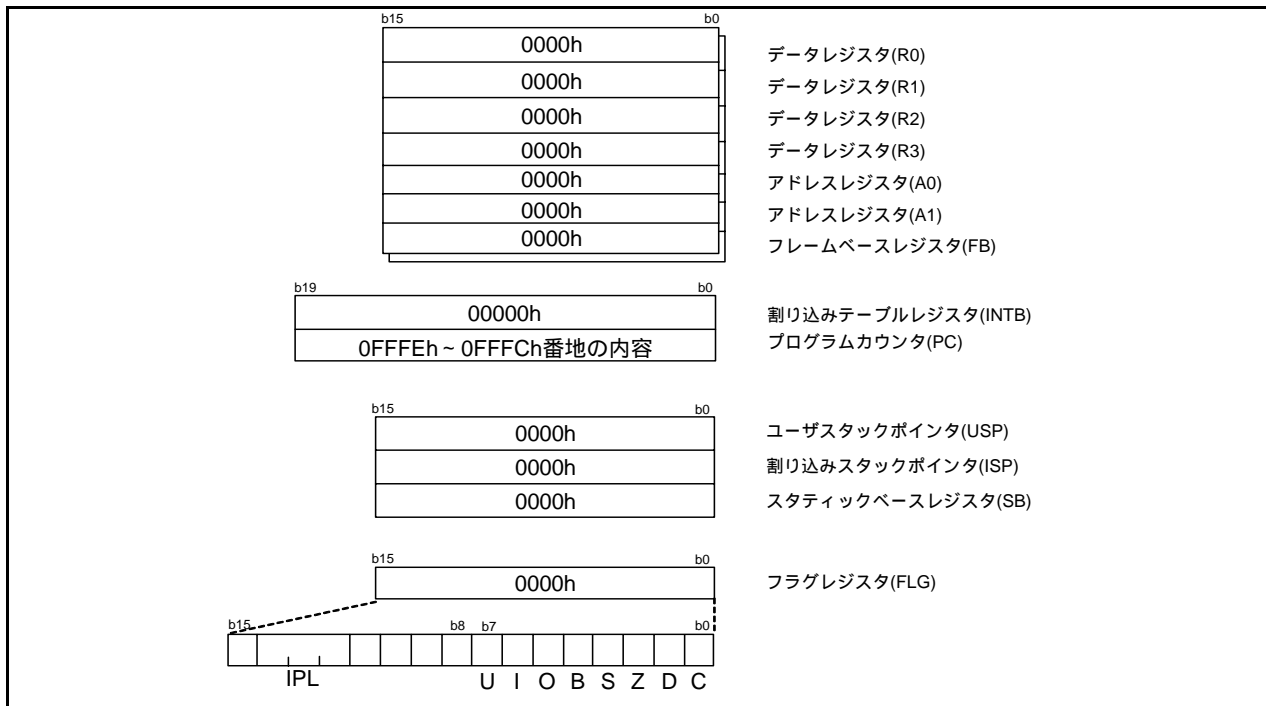 b15 b0
0000h データレジスタ(R0)
0000h データレジスタ(R1)
0000h データレジスタ(R2)
0000h データレジスタ(R3)
0000h アドレスレジスタ(A0)
0000h アドレスレジスタ(A1)
0000h フレームベースレジスタ(FB)
b19 b0
00000h 割り込みテーブルレジスタ(INTB)
0FFFEh ~ 0FFFCh番地の内容 プログラムカウンタ(PC)
b15 b0
0000h ユーザスタックポインタ(USP)
0000h 割り込みスタックポインタ(ISP)
0000h スタティックベースレジスタ(SB)
b15 b0
0000h フラグレジスタ(FLG)
b15 b8 b7 b0
IPL U I O B S Z D C